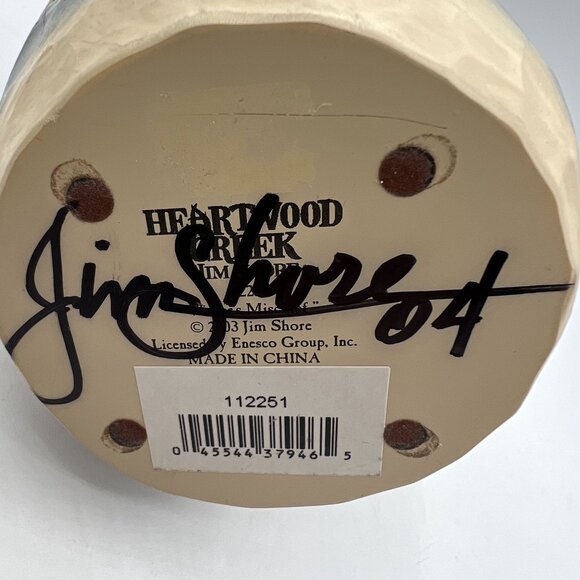 HEARTWOOD
CREEK
Jim Shore 04
© 2003 Jim Shore
Licensed by Enesco Group, Inc.
MADE IN CHINA
112251
0 45544 37946 5